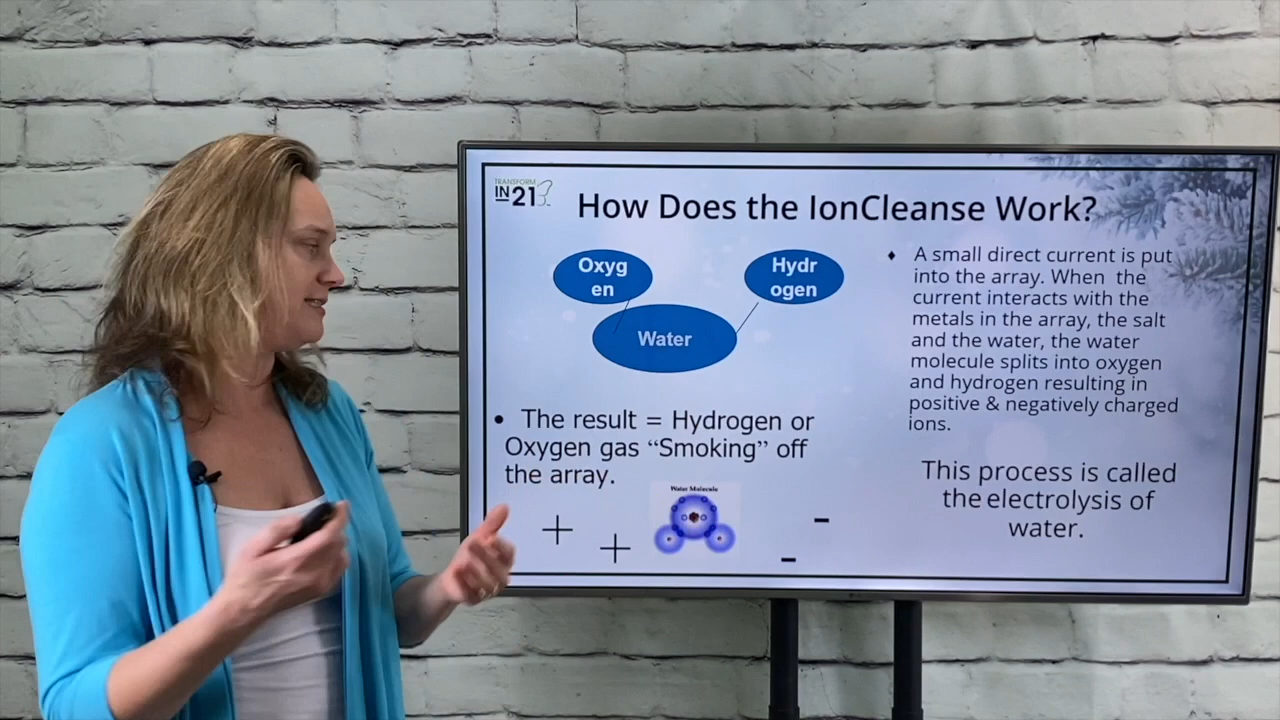 TRANSFORM
IN 21
How Does the IonCleanse Work?
Oxyg
en
Hydr
ogen
Water
• The result = Hydrogen or
Oxygen gas “Smoking” off
the array.
Water Molecule
+
+
-
-
♦ A small direct current is put
into the array. When the
current interacts with the
metals in the array, the salt
and the water, the water
molecule splits into oxygen
and hydrogen resulting in
positive & negatively charged
ions.
This process is called
the electrolysis of
water.